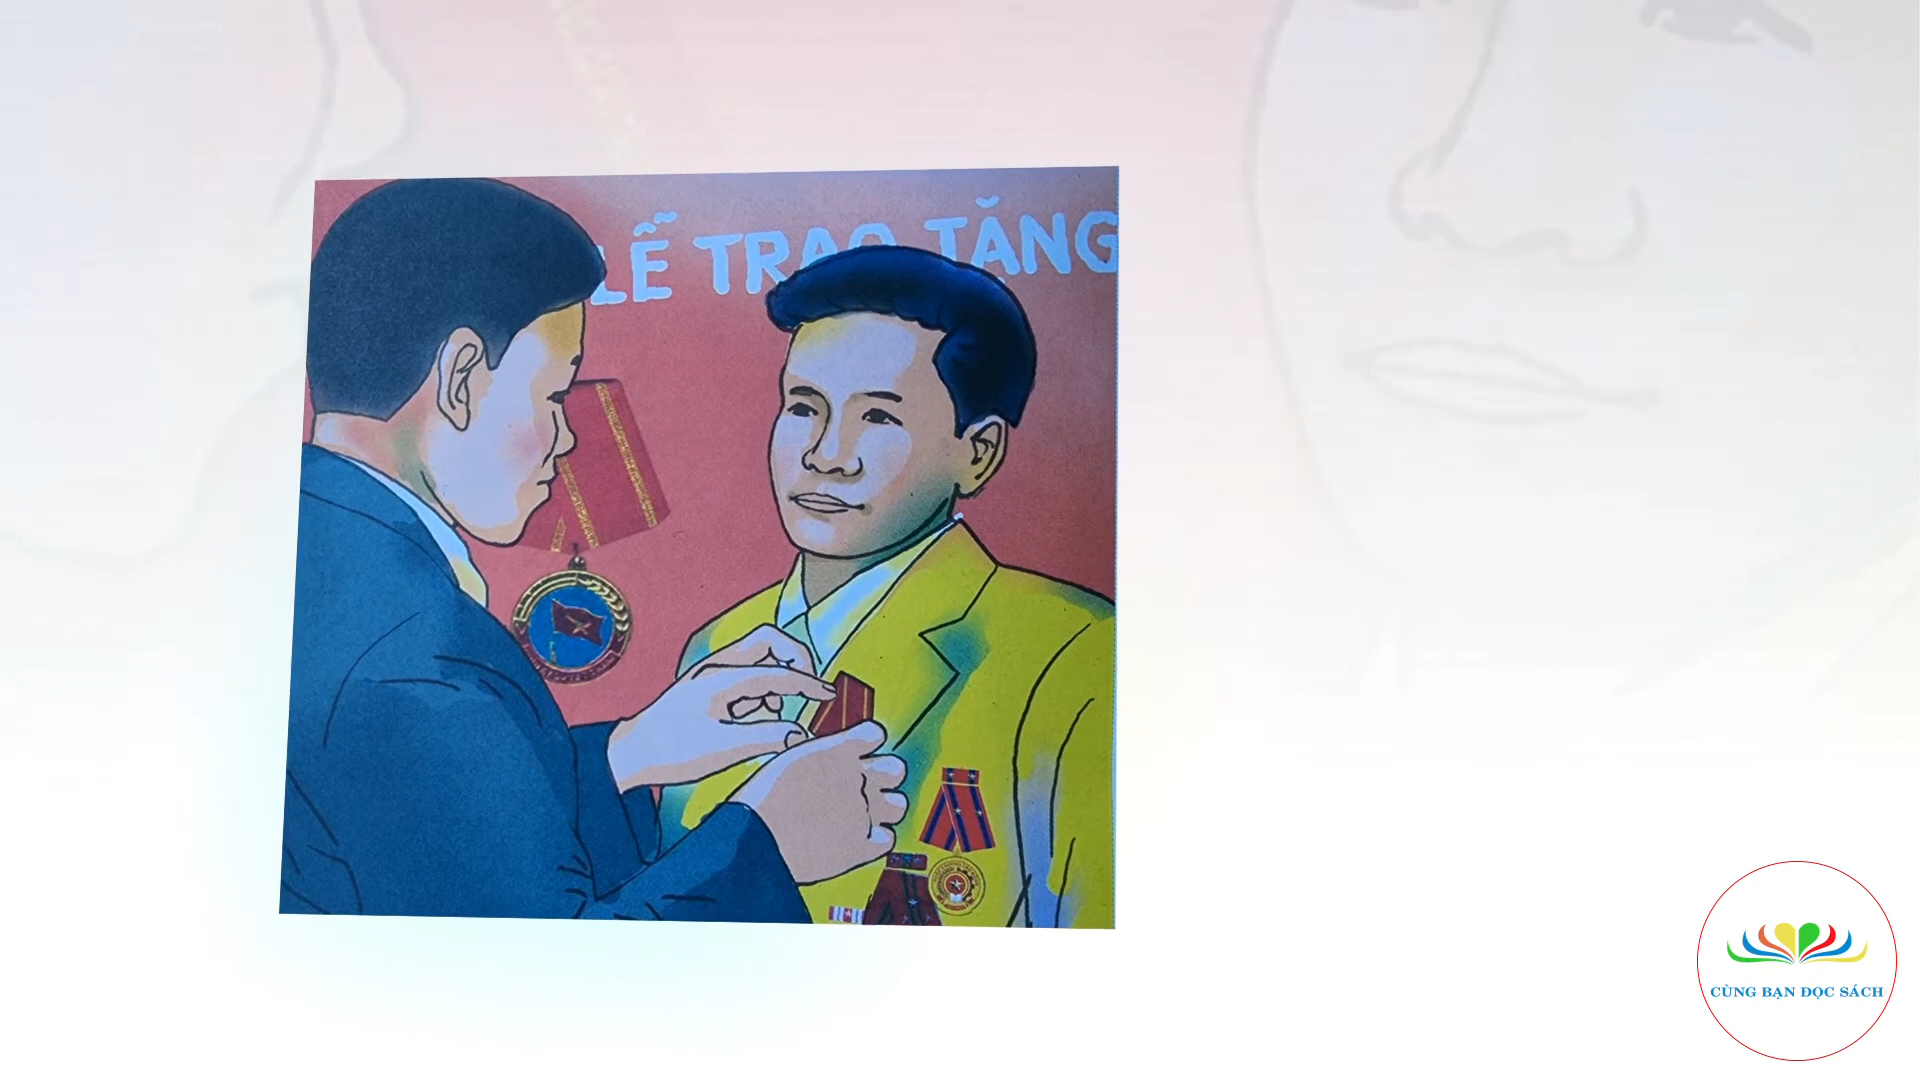 LỄ TRAO TẶNG
CÙNG BẠN ĐỌC SÁCH